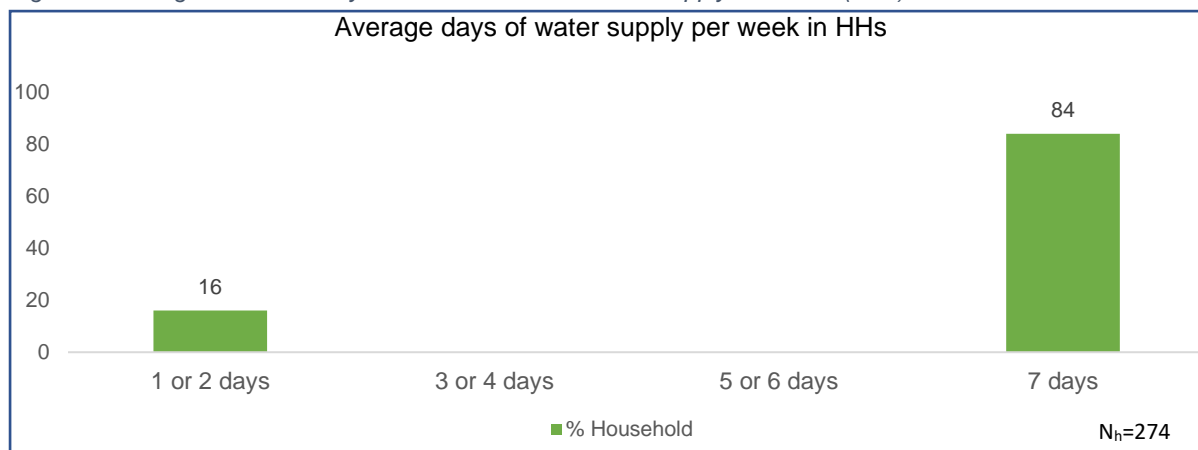 Average days of water supply per week in HHs
100
84
80
60
40
16
20
0
1 or 2 days 3 or 4 days 5 or 6 days 7 days
% Household
Nₕ=274